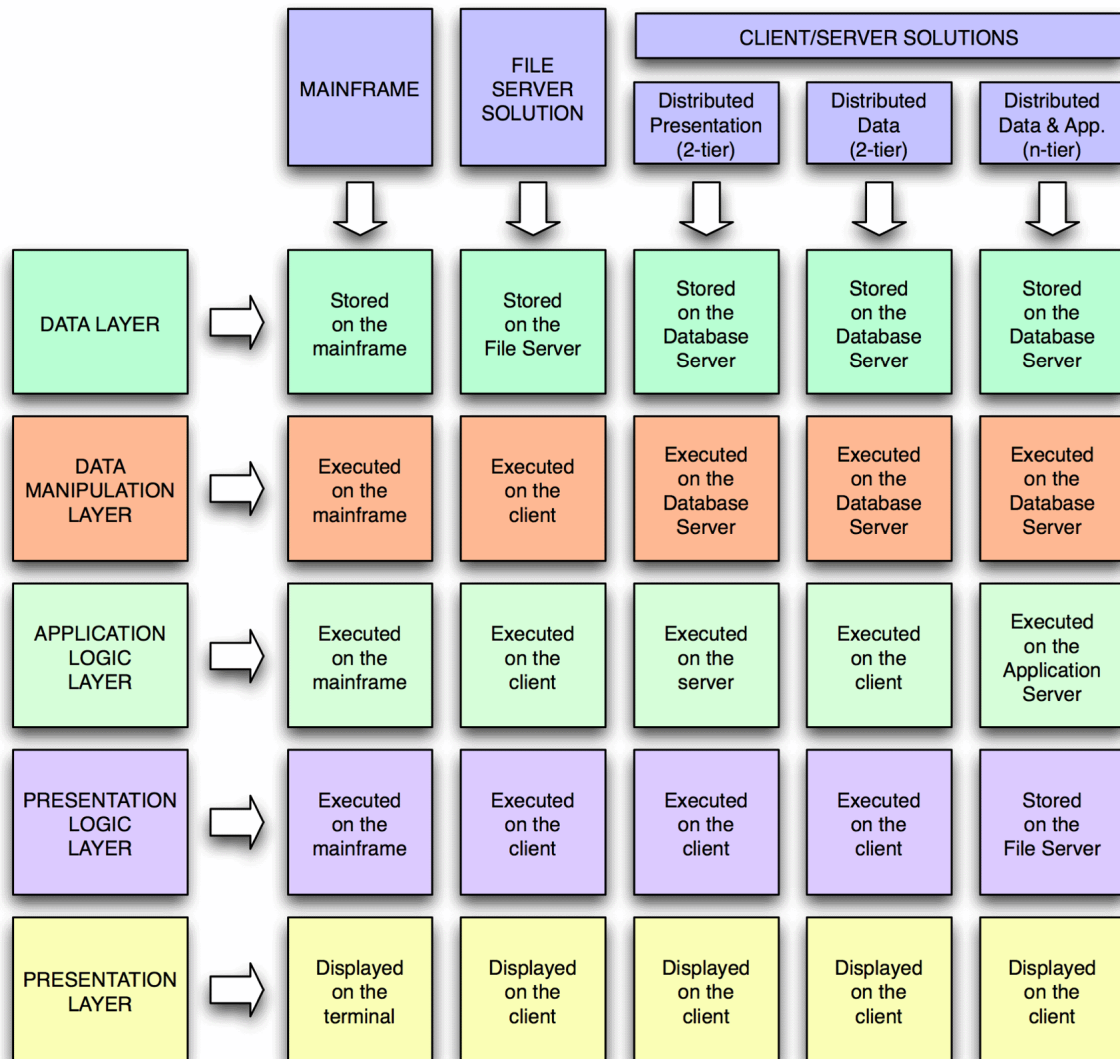 MAINFRAME
FILE
SERVER
SOLUTION
CLIENT/SERVER SOLUTIONS
Distributed
Presentation
(2-tier)
Distributed
Data
(2-tier)
Distributed
Data & App.
(n-tier)
DATA LAYER
Stored
on the
mainframe
Stored
on the
File Server
Stored
on the
Database
Server
Stored
on the
Database
Server
Stored
on the
Database
Server
DATA
MANIPULATION
LAYER
Executed
on the
mainframe
Executed
on the
client
Executed
on the
Database
Server
Executed
on the
Database
Server
Executed
on the
Database
Server
APPLICATION
LOGIC
LAYER
Executed
on the
mainframe
Executed
on the
client
Executed
on the
server
Executed
on the
client
Executed
on the
Application
Server
PRESENTATION
LOGIC
LAYER
Executed
on the
mainframe
Executed
on the
client
Executed
on the
client
Executed
on the
client
Stored
on the
File Server
PRESENTATION
LAYER
Displayed
on the
terminal
Displayed
on the
client
Displayed
on the
client
Displayed
on the
client
Displayed
on the
client